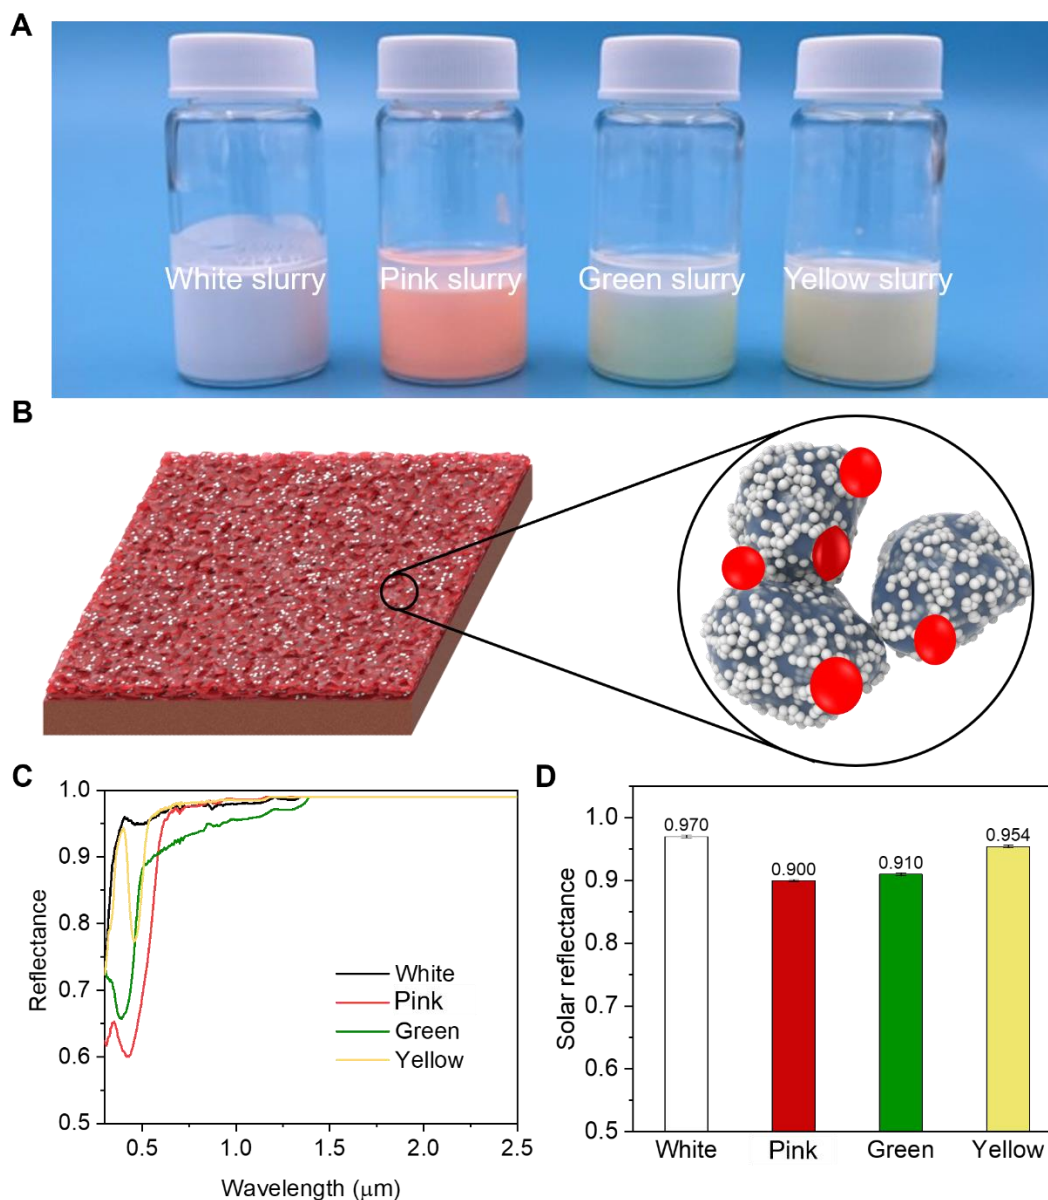 A
White slurry
Pink slurry
Green slurry
Yellow slurry
B
C
1.0
0.9
0.8
0.7
0.6
0.5
Reflectance
White
Pink
Green
Yellow
0.5
1.0
1.5
2.0
2.5
Wavelength (μm)
D
1.0
0.9
0.8
0.7
0.6
0.5
Solar reflectance
0.970
0.900
0.910
0.954
White
Pink
Green
Yellow